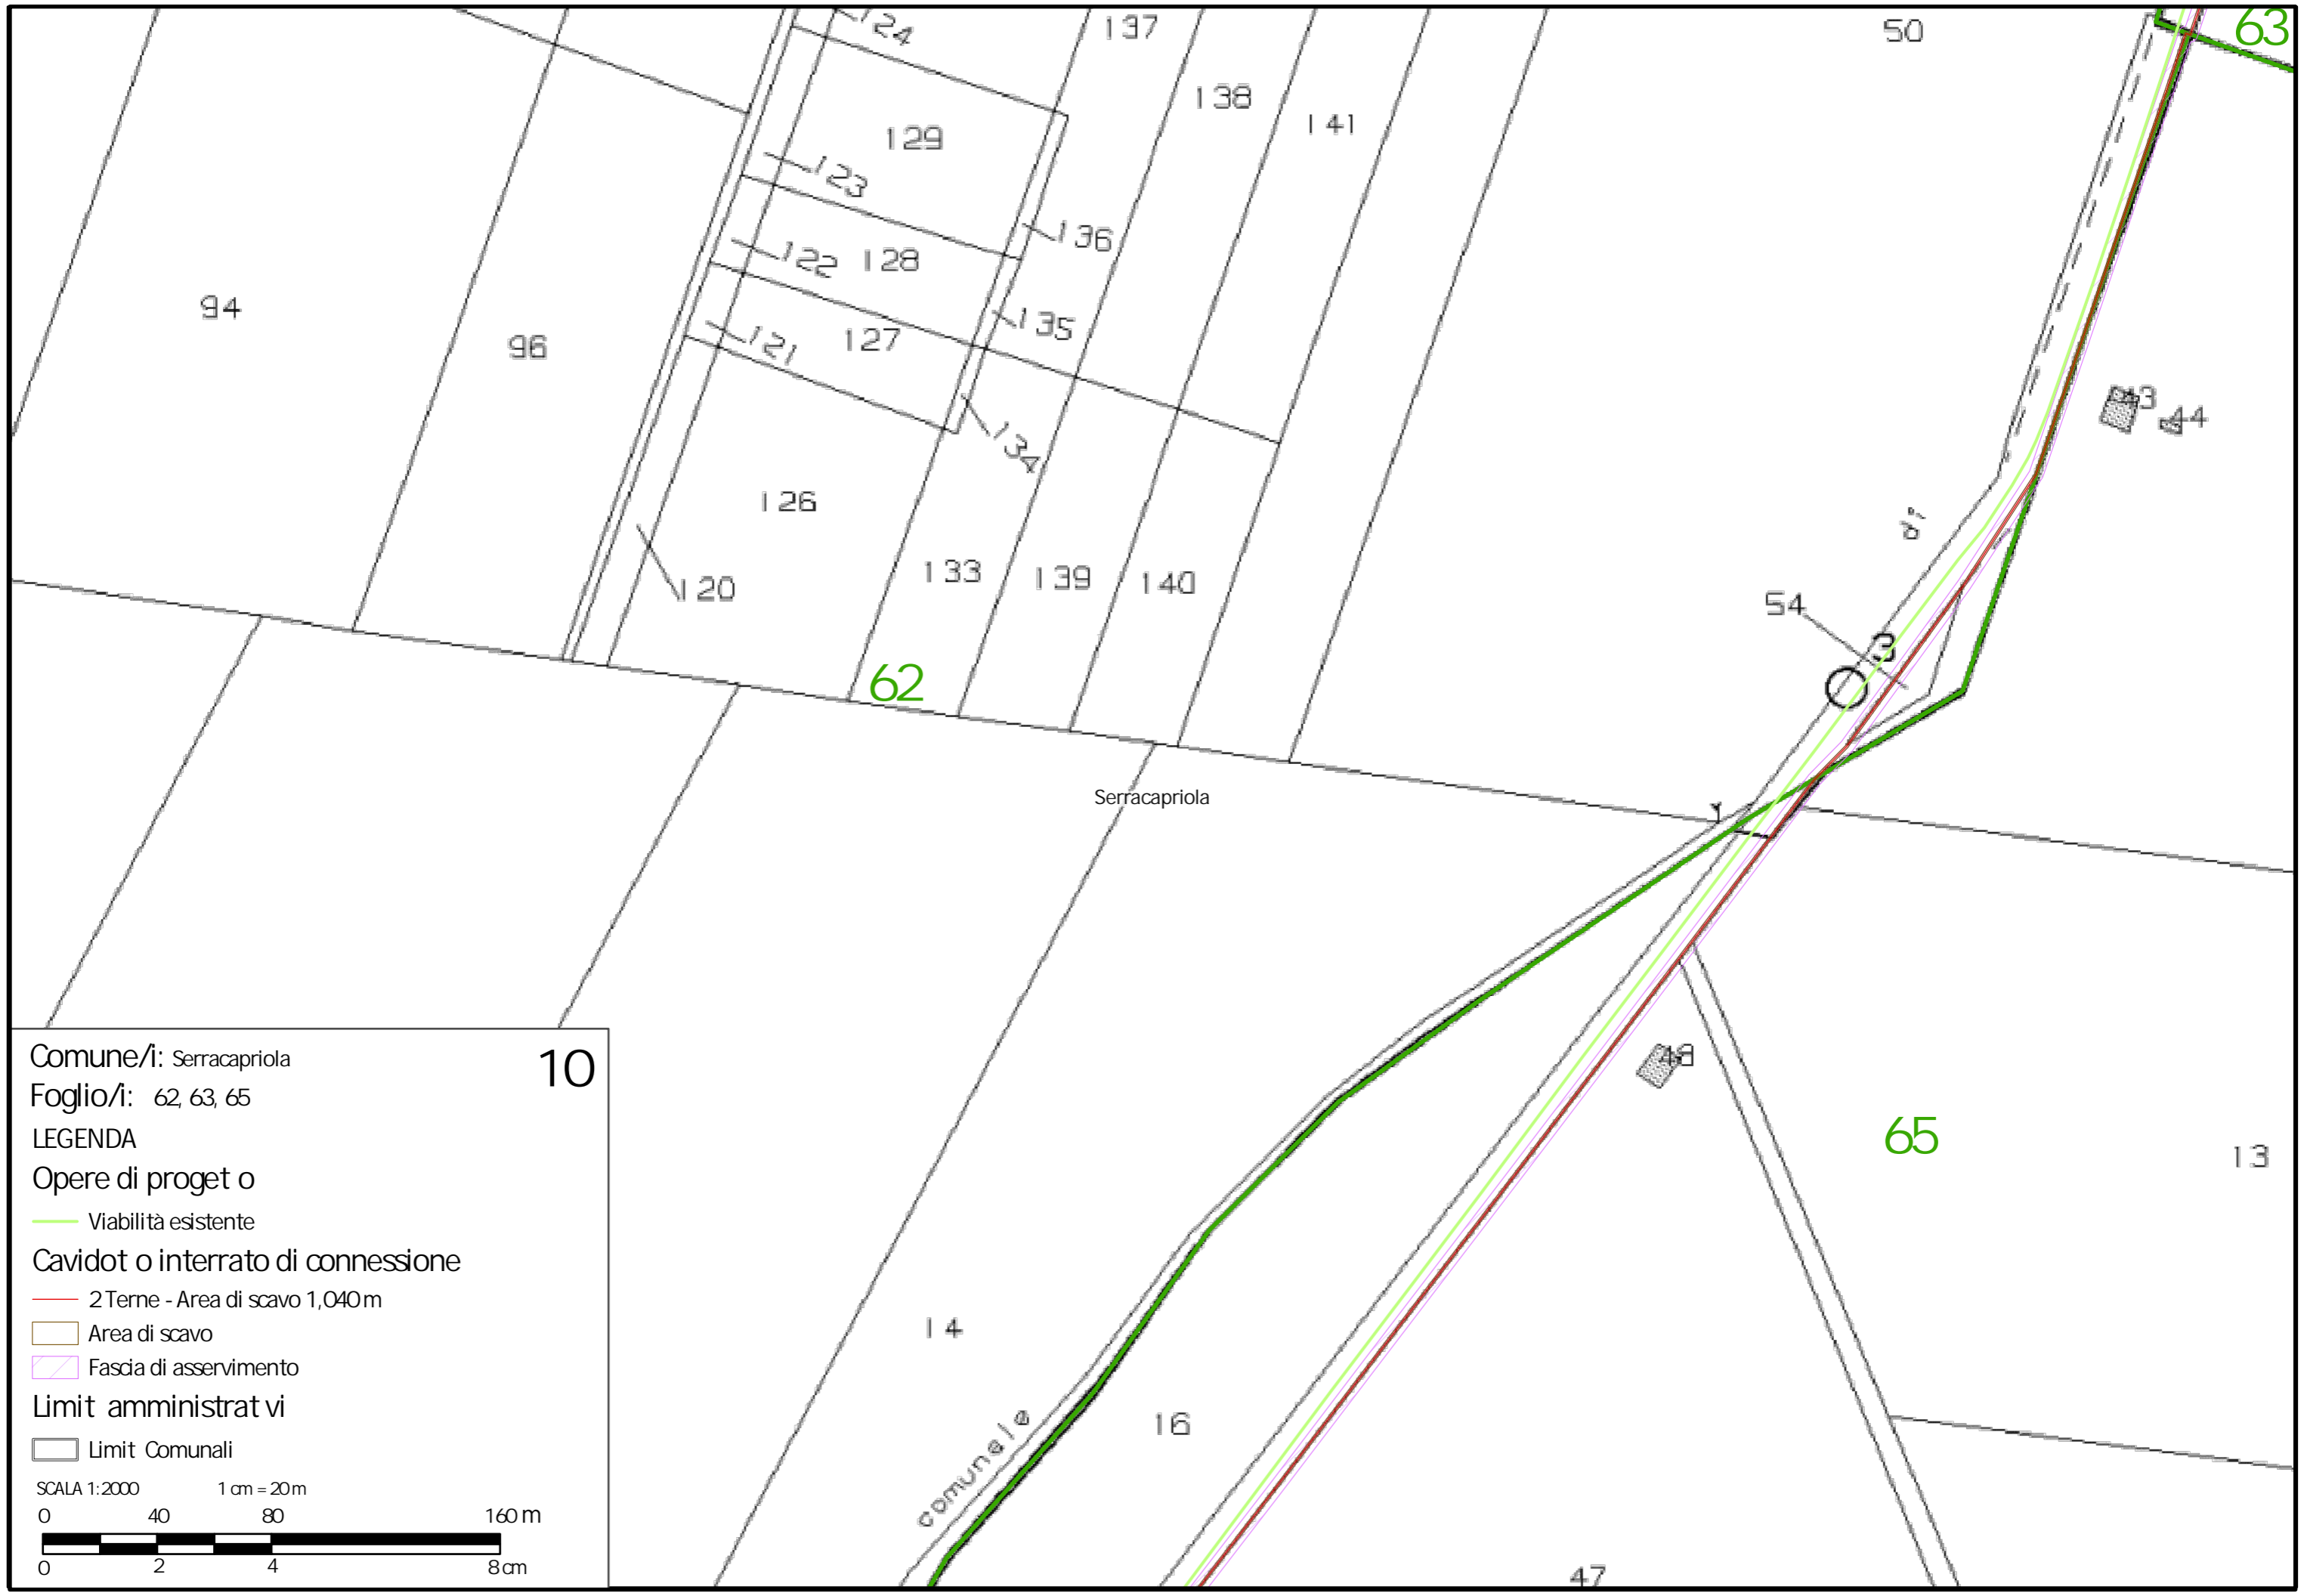 124
137
50
63
138
141
129
123
136
122
128
94
135
96
127
121
43
44
134
126
di
133
139
140
120
54
3
62
Serracapriola
48
65
13
14
16
comunale
47
Comune/i: Serracapriola
10
Foglio/i: 62, 63, 65
LEGENDA
Opere di proget o
Viabilità esistente
Cavidot o interrato di connessione
2 Terne - Area di scavo 1,040 m
Area di scavo
Fascia di asservimento
Limit amministrat vi
Limit Comunali
SCALA 1:2000 1 cm = 20 m
0 40 80 160 m
0 2 4 8 cm